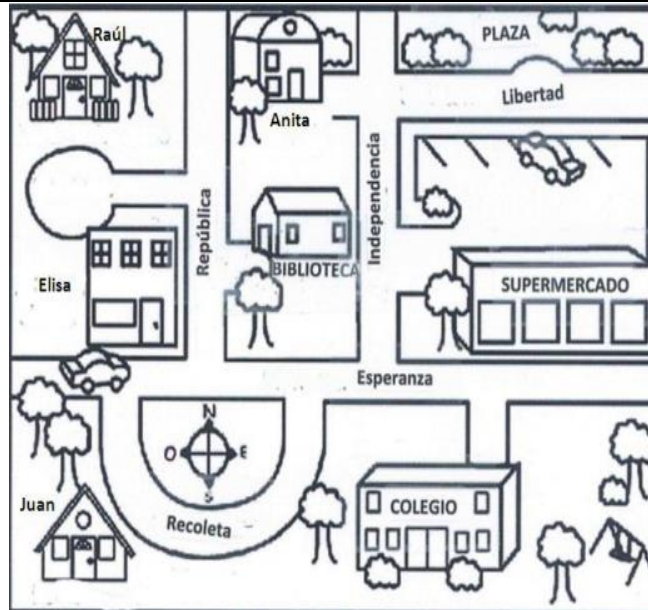 Raúl
PLAZA
Libertad
Anita
República
Independencia
BIBLIOTECA
Elisa
SUPERMERCADO
Esperanza
N
O
E
S
Juan
Recoleta
COLEGIO